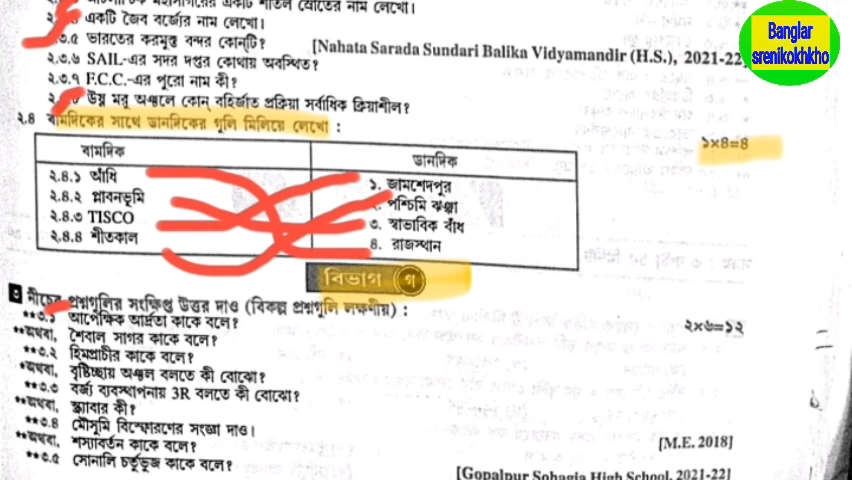 একটি জৈব বর্জ্যের নাম লেখো।
ভারতের করমুক্ত বন্দর কোন্‌টি?
[Nahata Sarada Sundari Balika Vidyamandir (H.S.), 2021-22]
২.৩.৬ SAIL-এর সদর দপ্তর কোথায় অবস্থিত?
২.৩.৭ F.C.C.-এর পুরো নাম কী?
উষ্ণ মরু অঞ্চলে কোন্ বহির্জাত প্রক্রিয়া সর্বাধিক ক্রিয়াশীল?
২.৪ বামদিকের সাথে ডানদিকের গুলি মিলিয়ে লেখো : ১×৪=৪
বামদিক ডানদিক
২.৪.১ আঁধি ১. জামশেদপুর
২.৪.২ প্লাবনভূমি ২. পশ্চিমি ঝঞ্ঝা
২.৪.৩ TISCO ৩. স্বাভাবিক বাঁধ
২.৪.৪ শীতকাল ৪. রাজস্থান
বিভাগ গ
৩ নীচের প্রশ্নগুলির সংক্ষিপ্ত উত্তর দাও (বিকল্প প্রশ্নগুলি লক্ষণীয়) : ২×৬=১২
**৩.১ আপেক্ষিক আর্দ্রতা কাকে বলে?
**অথবা, শৈবাল সাগর কাকে বলে?
**৩.২ হিমপ্রাচীর কাকে বলে?
*অথবা, বৃষ্টিচ্ছায় অঞ্চল বলতে কী বোঝো?
**৩.৩ বর্জ্য ব্যবস্থাপনায় 3R বলতে কী বোঝো?
**অথবা, স্ক্রাবার কী?
**৩.৪ মৌসুমি বিস্ফোরণের সংজ্ঞা দাও।
**অথবা, শস্যাবর্তন কাকে বলে? [M.E. 2018]
**৩.৫ সোনালি চতুর্ভুজ কাকে বলে?
[Gopalpur Sohagia High School, 2021-22]
Banglar
srenikokhkho